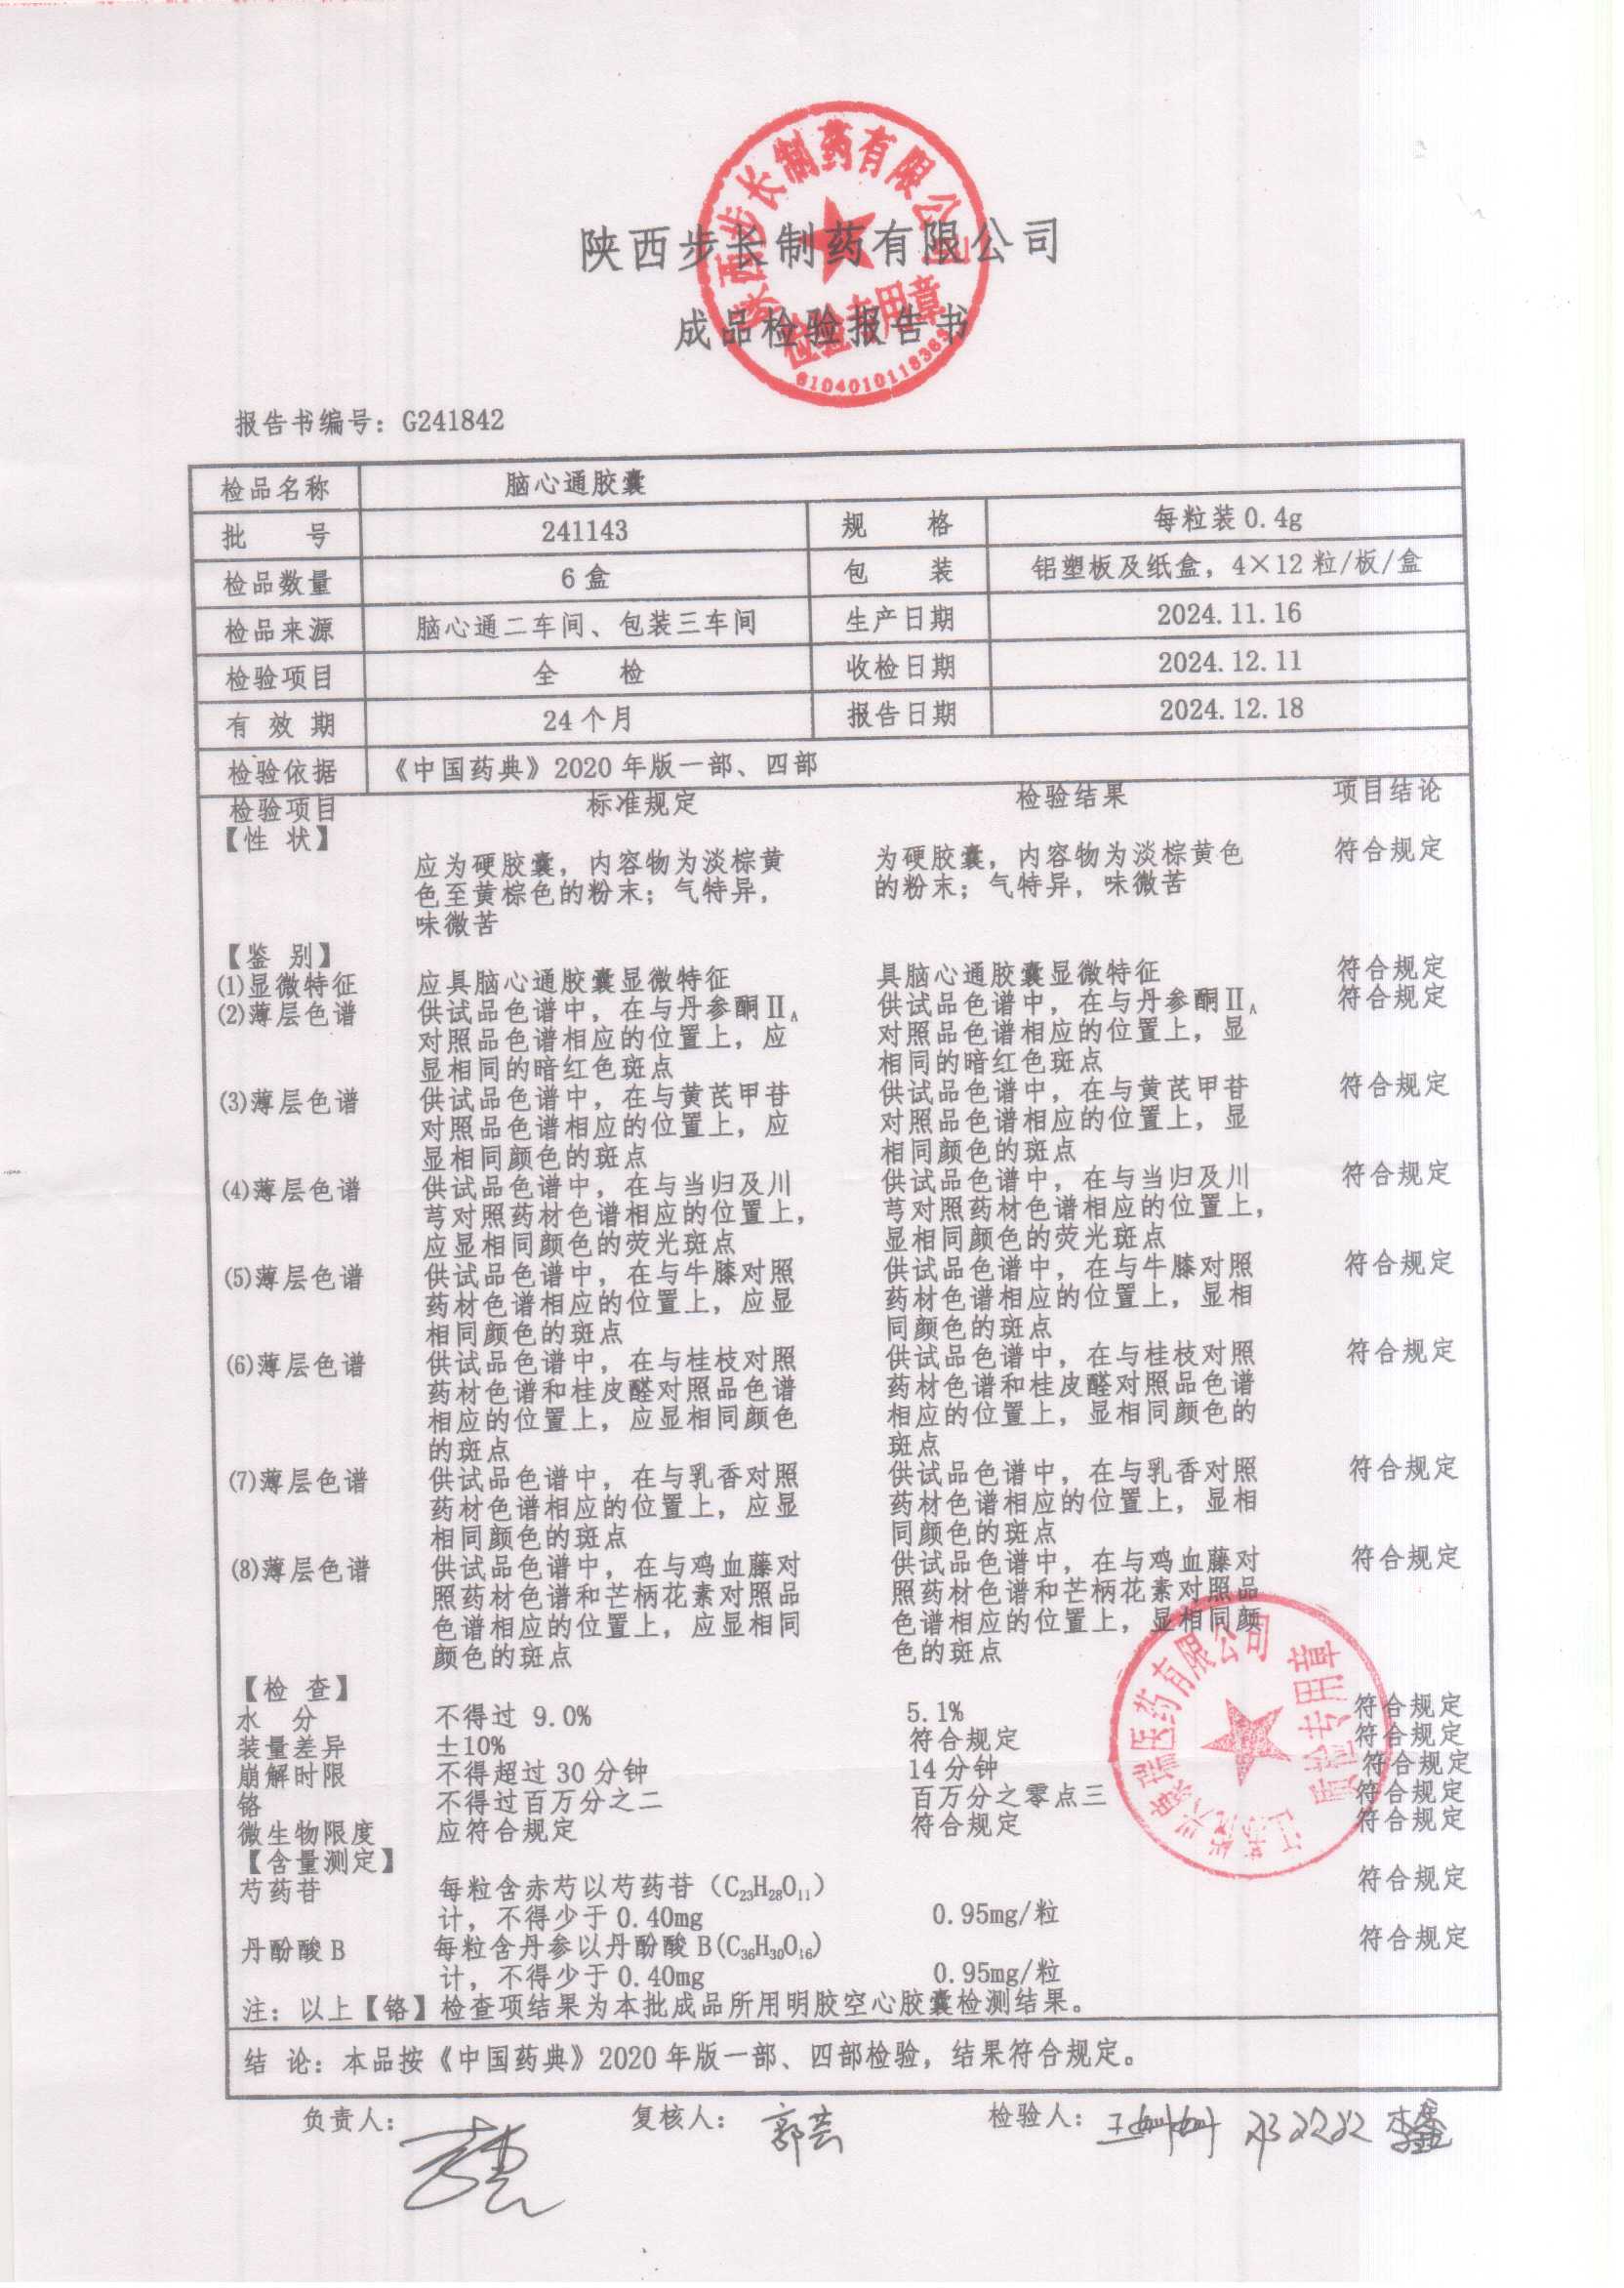 陕西步长制药有限公司
成品检验报告书
陕西步长制药有限公司
检验专用章
报告书编号：G241842
检品名称 脑心通胶囊
批 号 241143 规 格 每粒装0.4g
检品数量 6盒 包 装 铝塑板及纸盒，4×12粒/板/盒
检品来源 脑心通二车间、包装三车间 生产日期 2024.11.16
检验项目 全 检 收检日期 2024.12.11
有 效 期 24个月 报告日期 2024.12.18
检验依据 《中国药典》2020年版一部、四部
检验项目 标准规定 检验结果 项目结论
【性 状】
应为硬胶囊，内容物为淡棕黄 为硬胶囊，内容物为淡棕黄色 符合规定
色至黄棕色的粉末；气特异， 的粉末；气特异，味微苦
味微苦
【鉴 别】
(1)显微特征 应具脑心通胶囊显微特征 具脑心通胶囊显微特征 符合规定
(2)薄层色谱 供试品色谱中，在与丹参酮ⅡA 供试品色谱中，在与丹参酮ⅡA 符合规定
对照品色谱相应的位置上，应 对照品色谱相应的位置上，显
显相同的暗红色斑点 相同的暗红色斑点
(3)薄层色谱 供试品色谱中，在与黄芪甲苷 供试品色谱中，在与黄芪甲苷 符合规定
对照品色谱相应的位置上，应 对照品色谱相应的位置上，显
显相同颜色的斑点 相同颜色的斑点
(4)薄层色谱 供试品色谱中，在与当归及川 供试品色谱中，在与当归及川 符合规定
芎对照药材色谱相应的位置上， 芎对照药材色谱相应的位置上，
应显相同颜色的荧光斑点 显相同颜色的荧光斑点
(5)薄层色谱 供试品色谱中，在与牛膝对照 供试品色谱中，在与牛膝对照 符合规定
药材色谱相应的位置上，应显 药材色谱相应的位置上，显相
相同颜色的斑点 同颜色的斑点
(6)薄层色谱 供试品色谱中，在与桂枝对照 供试品色谱中，在与桂枝对照 符合规定
药材色谱和桂皮醛对照品色谱 药材色谱和桂皮醛对照品色谱
相应的位置上，应显相同颜色 相应的位置上，显相同颜色的
的斑点 斑点
(7)薄层色谱 供试品色谱中，在与乳香对照 供试品色谱中，在与乳香对照 符合规定
药材色谱相应的位置上，应显 药材色谱相应的位置上，显相
相同颜色的斑点 同颜色的斑点
(8)薄层色谱 供试品色谱中，在与鸡血藤对 供试品色谱中，在与鸡血藤对 符合规定
照药材色谱和芒柄花素对照品 照药材色谱和芒柄花素对照品
色谱相应的位置上，应显相同 色谱相应的位置上，显相同颜
颜色的斑点 色的斑点
【检 查】
水 分 不得过 9.0% 5.1% 符合规定
装量差异 ±10% 符合规定 符合规定
崩解时限 不得超过30分钟 14分钟 符合规定
铬 不得过百万分之二 百万分之零点三 符合规定
微生物限度 应符合规定 符合规定 符合规定
医药有限公司
质检专用章
【含量测定】
芍药苷 每粒含赤芍以芍药苷（C₂₃H₂₈O₁₁） 符合规定
计，不得少于0.40mg 0.95mg/粒
丹酚酸B 每粒含丹参以丹酚酸B(C₃₆H₃₀O₁₆) 符合规定
计，不得少于0.40mg 0.95mg/粒
注：以上【铬】检查项结果为本批成品所用明胶空心胶囊检测结果。
结 论：本品按《中国药典》2020年版一部、四部检验，结果符合规定。
负责人： 复核人：郭芸 检验人：